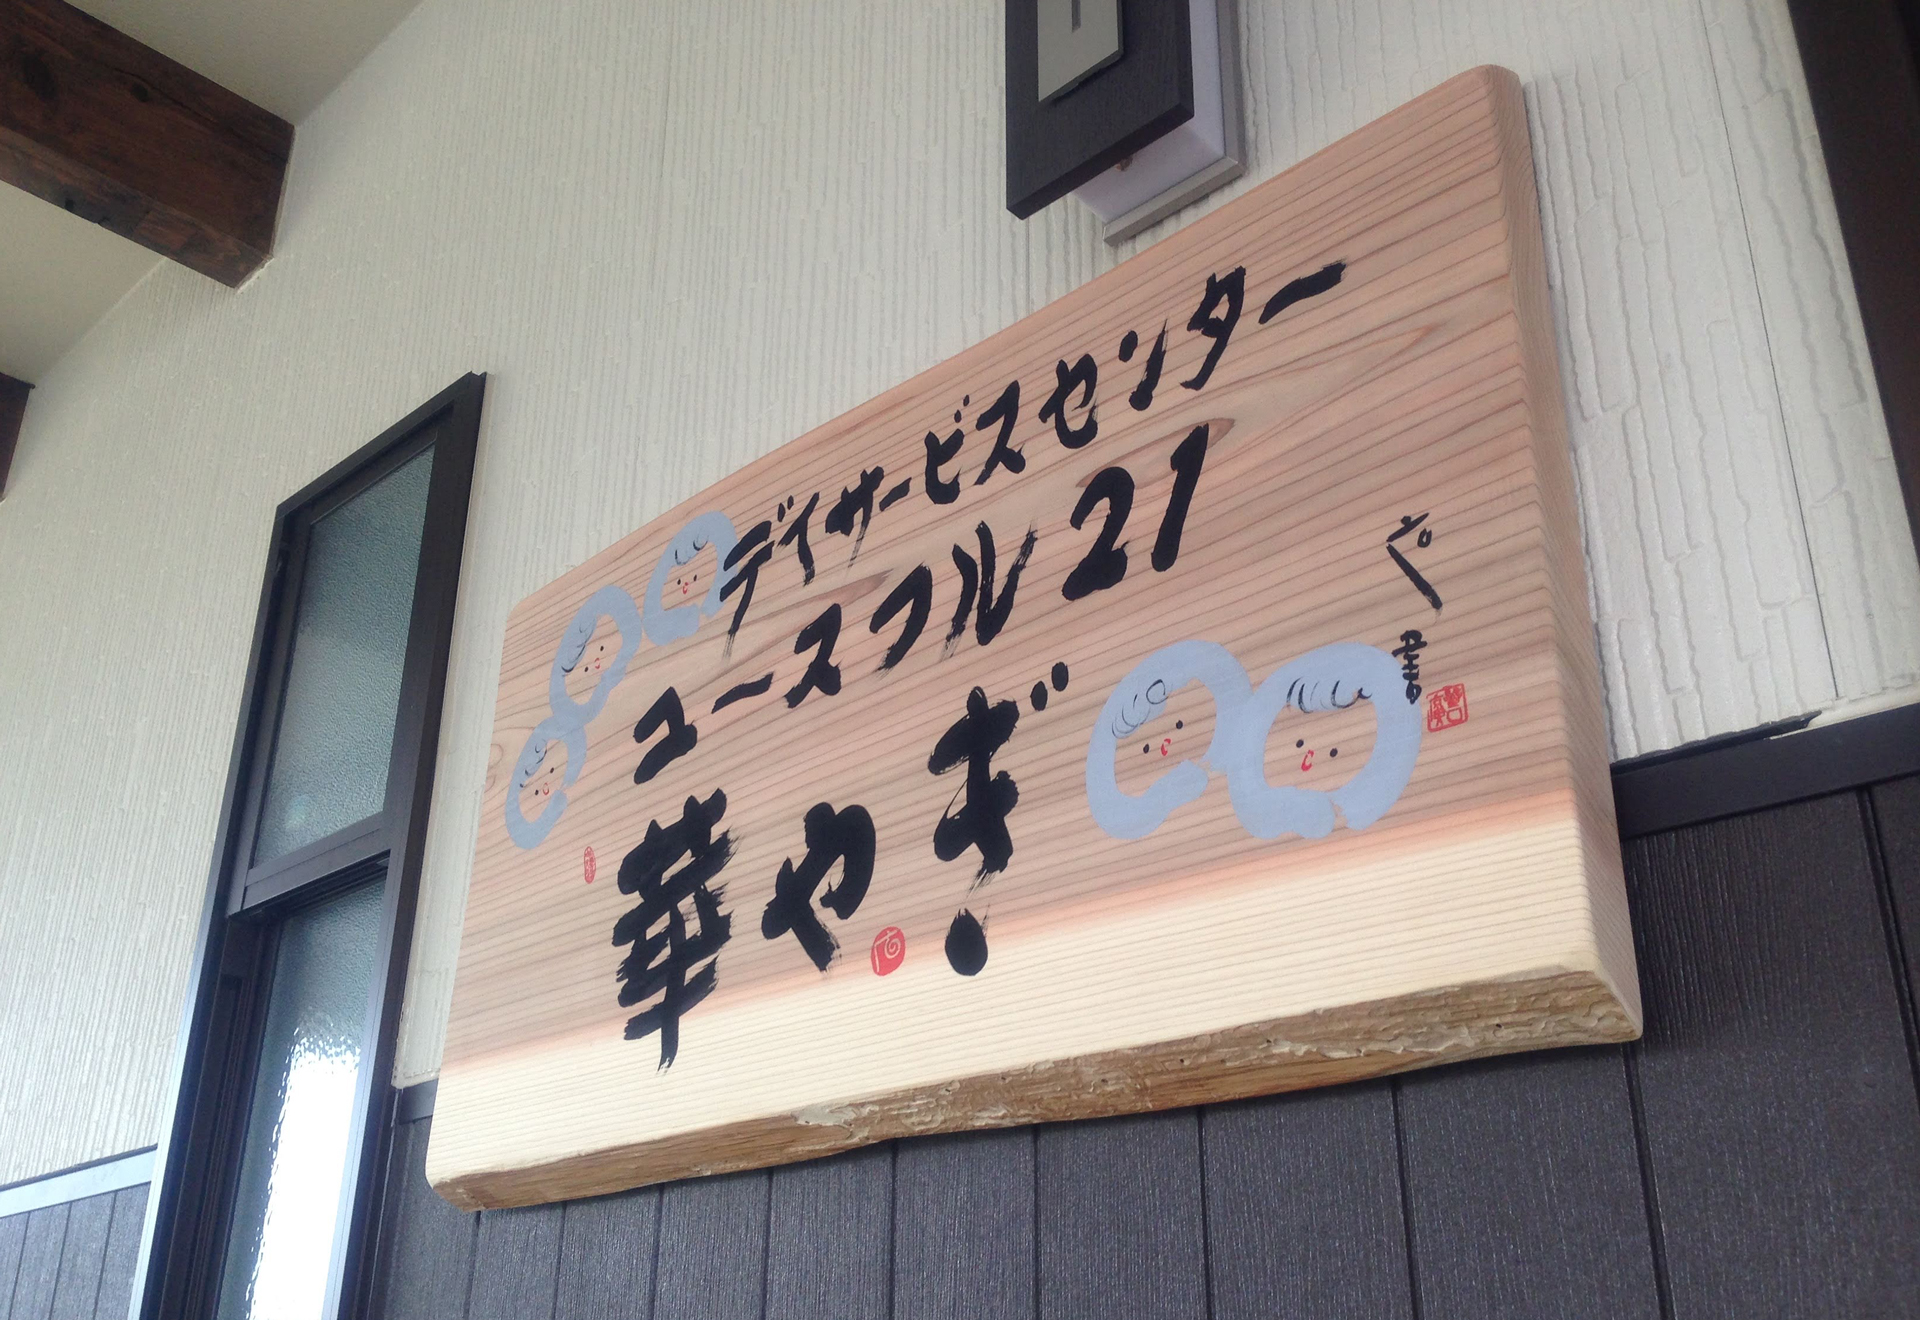 デイサービスセンター
ユースフル21
華やぎ
書